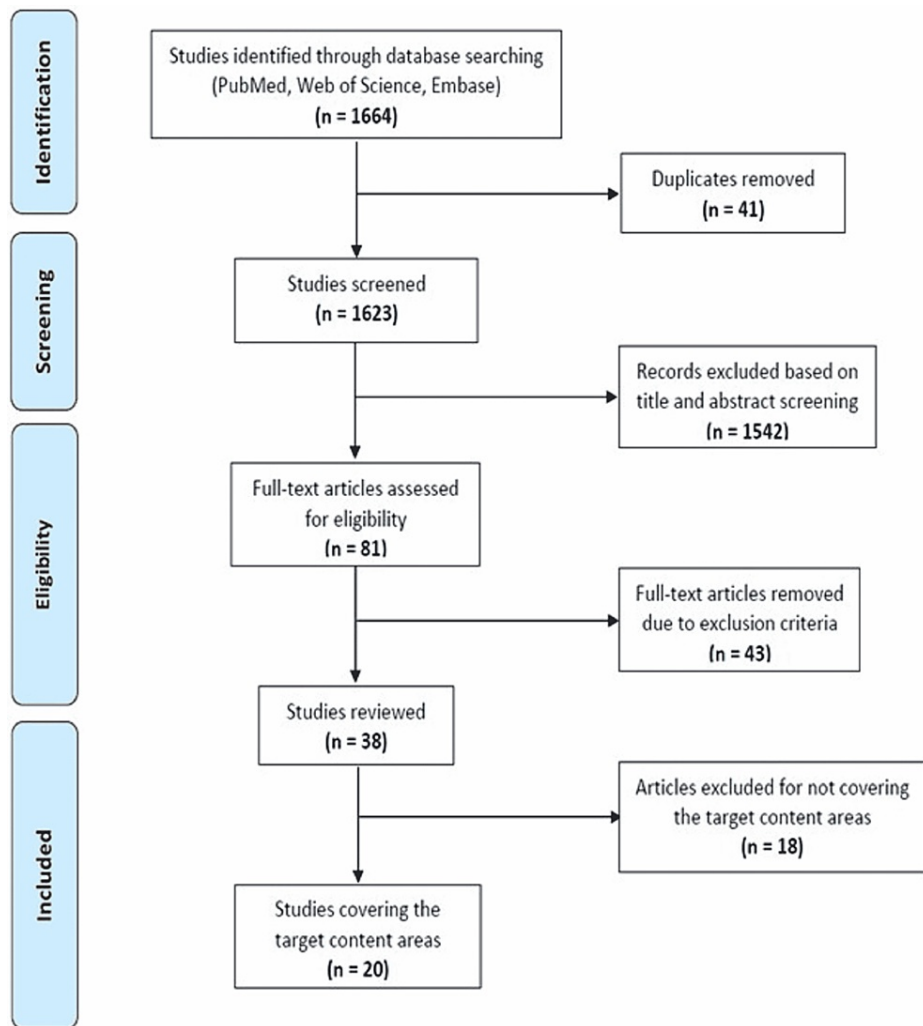 Identification
Studies identified through database searching
(PubMed, Web of Science, Embase)
(n = 1664)
Duplicates removed
(n = 41)
Screening
Studies screened
(n = 1623)
Records excluded based on
title and abstract screening
(n = 1542)
Eligibility
Full-text articles assessed
for eligibility
(n = 81)
Full-text articles removed
due to exclusion criteria
(n = 43)
Studies reviewed
(n = 38)
Included
Articles excluded for not covering
the target content areas
(n = 18)
Studies covering the
target content areas
(n = 20)